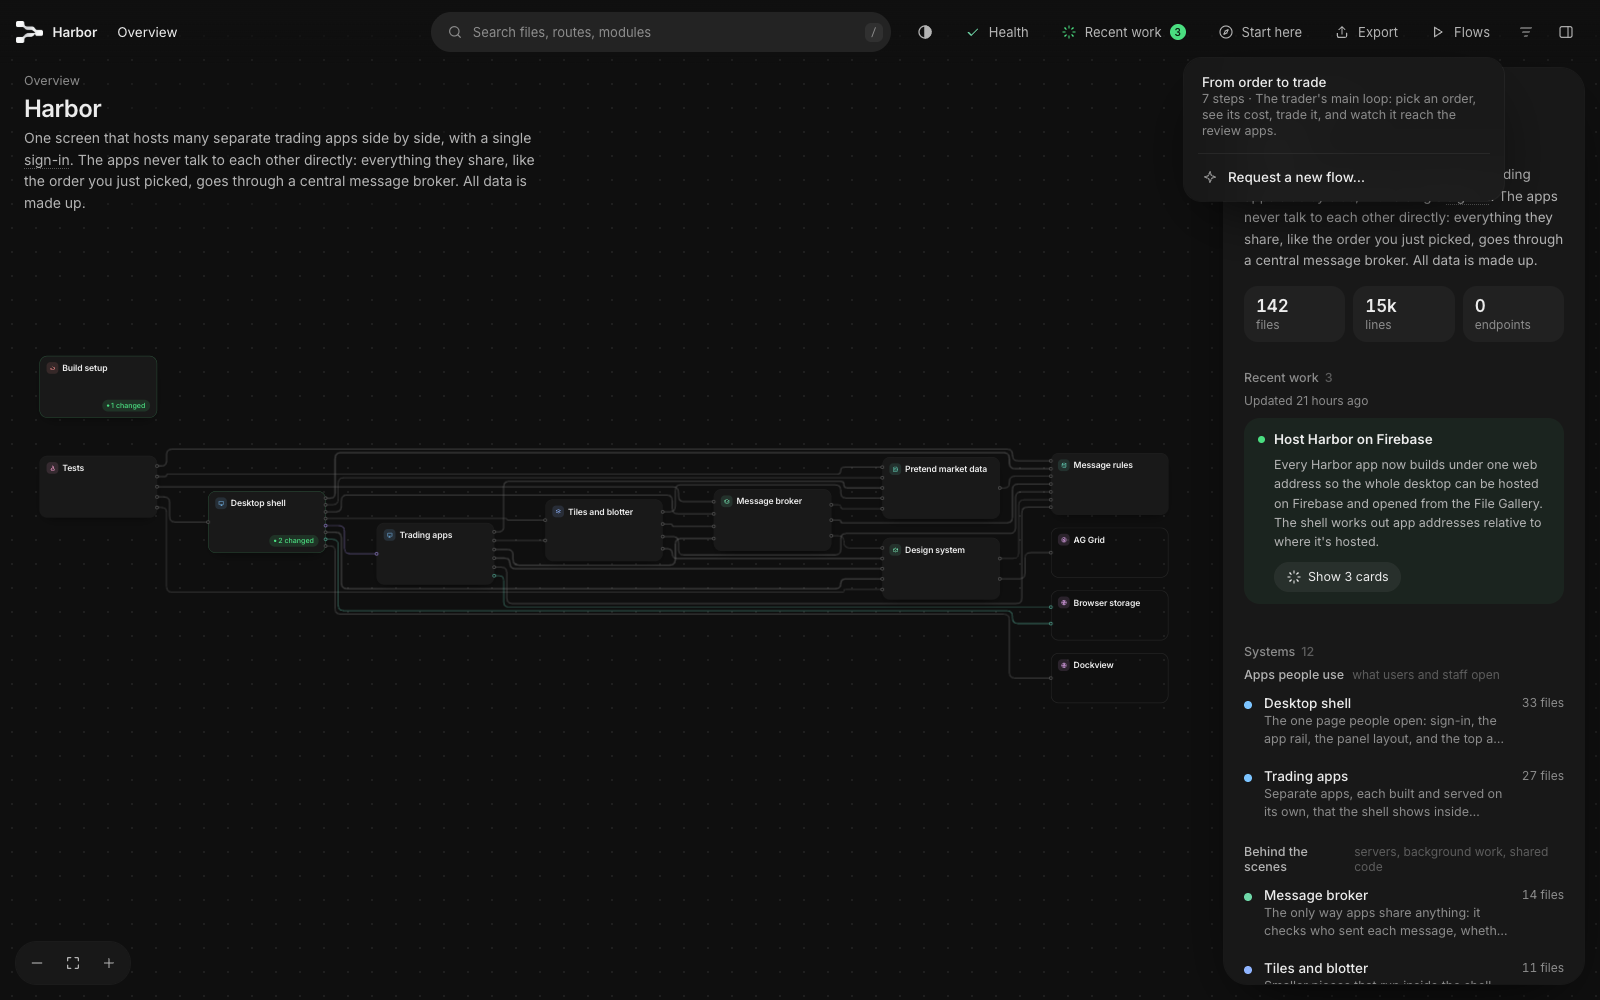 Harbor
Overview
Search files, routes, modules
/
Health
Recent work 3
Start here
Export
Flows
Overview
Harbor
One screen that hosts many separate trading apps side by side, with a single
sign-in. The apps never talk to each other directly: everything they share, like
the order you just picked, goes through a central message broker. All data is
made up.
From order to trade
7 steps · The trader's main loop: pick an order,
see its cost, trade it, and watch it reach the
review apps.
Request a new flow...
The apps
never talk to each other directly: everything they
share, like the order you just picked, goes through
a central message broker. All data is made up.
142
files
15k
lines
0
endpoints
Recent work 3
Updated 21 hours ago
Host Harbor on Firebase
Every Harbor app now builds under one web
address so the whole desktop can be hosted
on Firebase and opened from the File Gallery.
The shell works out app addresses relative to
where it's hosted.
Show 3 cards
Systems 12
Apps people use what users and staff open
Desktop shell 33 files
The one page people open: sign-in, the
app rail, the panel layout, and the top a...
Trading apps 27 files
Separate apps, each built and served on
its own, that the shell shows inside...
Behind the scenes
servers, background work, shared code
Message broker 14 files
The only way apps share anything: it
checks who sent each message, wheth...
Tiles and blotter 11 files
Build setup
1 changed
Tests
Desktop shell
2 changed
Trading apps
Tiles and blotter
Message broker
Pretend market data
Design system
Message rules
AG Grid
Browser storage
Dockview